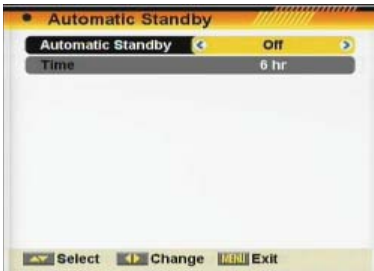 Automatic Standby
Automatic Standby Off
Time 6 hr
Select Change MENU Exit